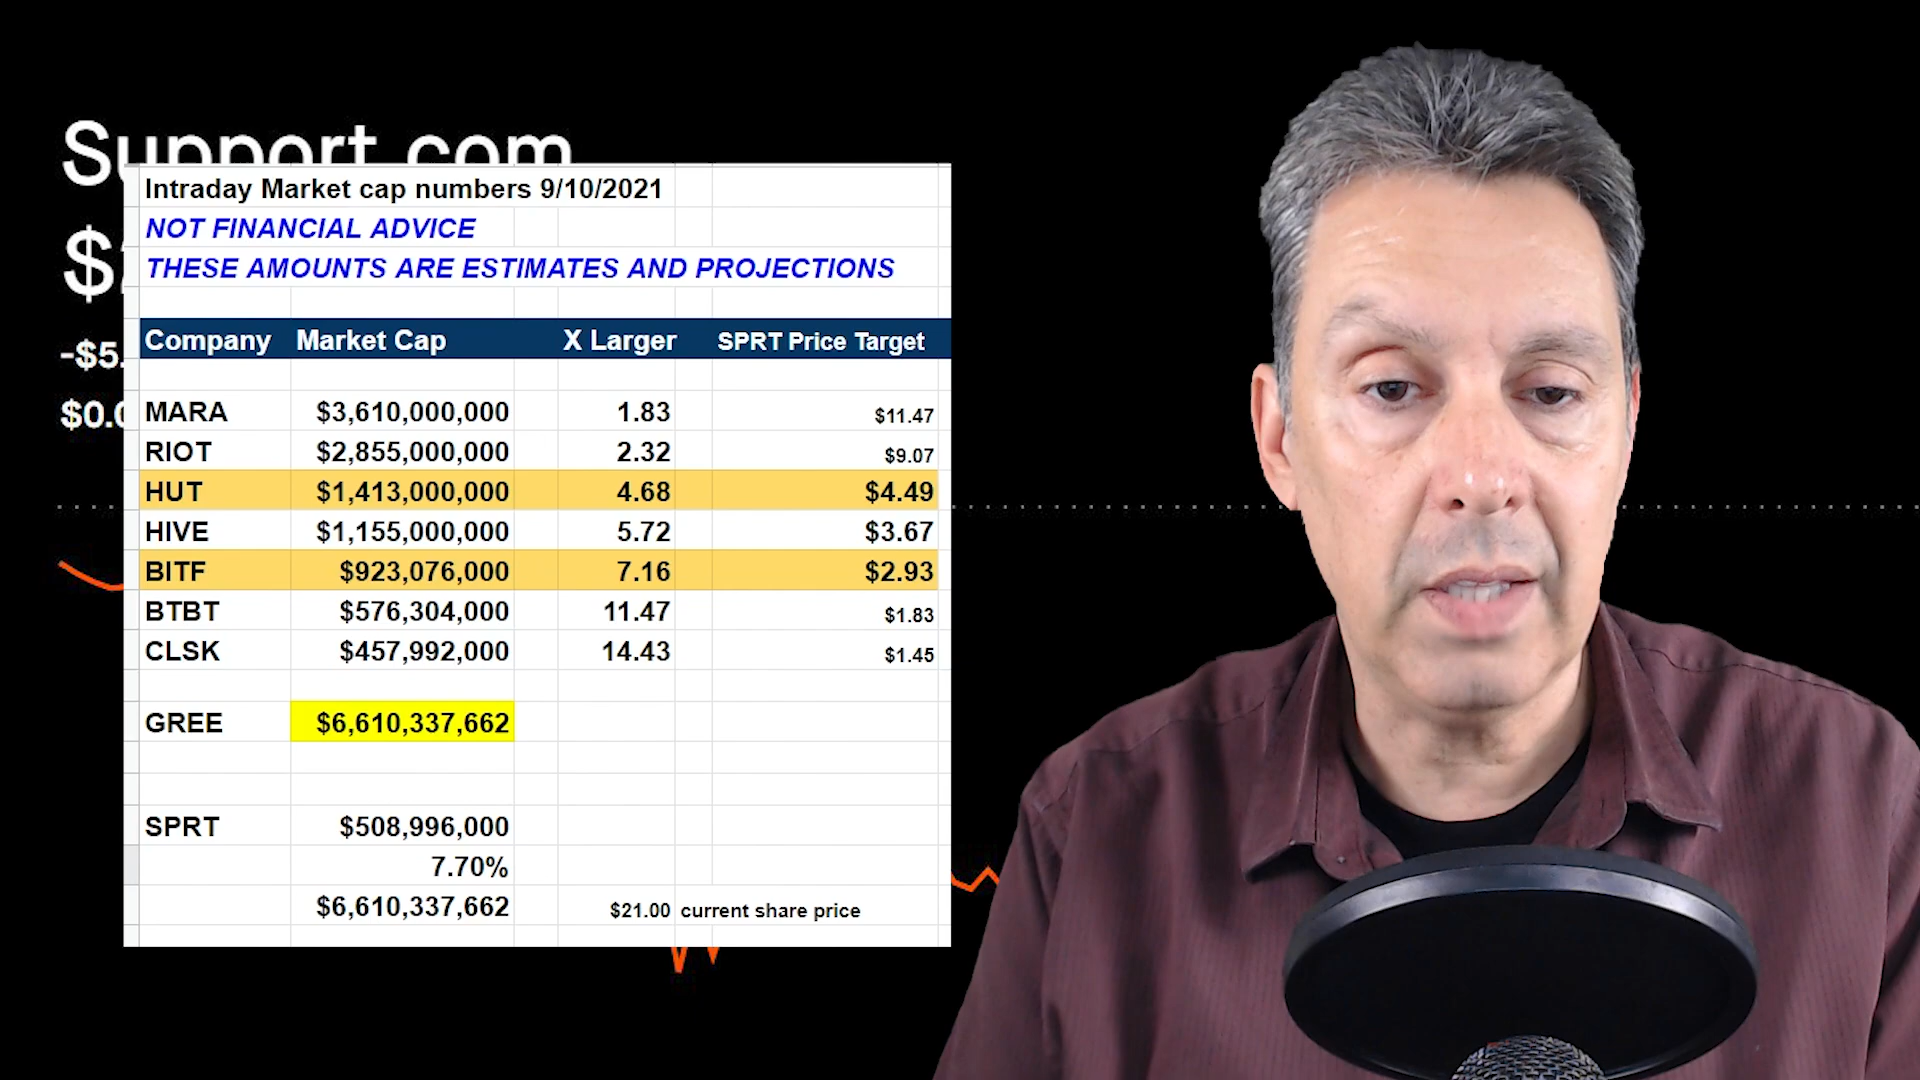 Support.com
Intraday Market cap numbers 9/10/2021
NOT FINANCIAL ADVICE
THESE AMOUNTS ARE ESTIMATES AND PROJECTIONS
Company Market Cap X Larger SPRT Price Target
MARA $3,610,000,000 1.83 $11.47
RIOT $2,855,000,000 2.32 $9.07
HUT $1,413,000,000 4.68 $4.49
HIVE $1,155,000,000 5.72 $3.67
BITF $923,076,000 7.16 $2.93
BTBT $576,304,000 11.47 $1.83
CLSK $457,992,000 14.43 $1.45
GREE $6,610,337,662
SPRT $508,996,000
7.70%
$6,610,337,662 $21.00 current share price